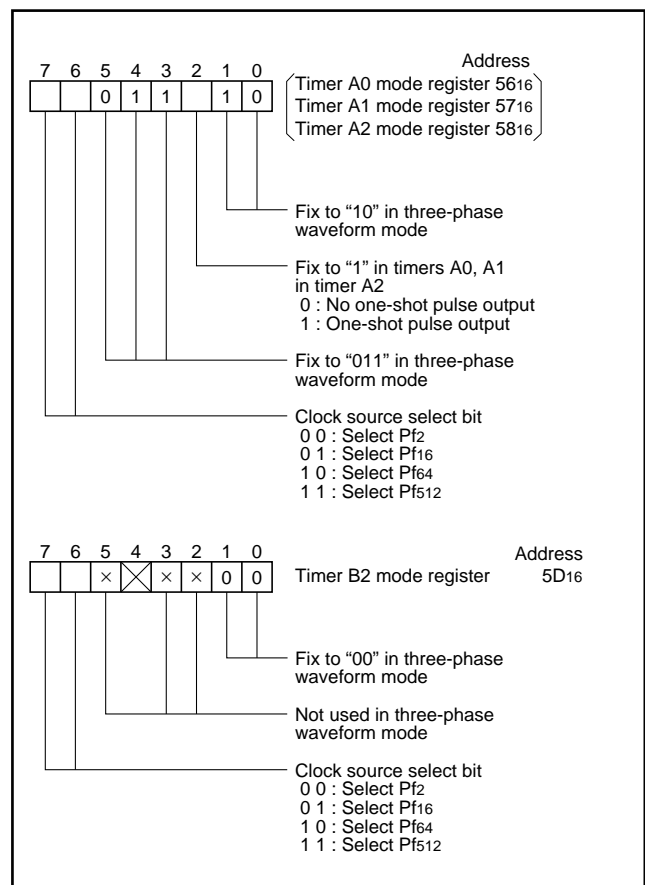 Address
7 6 5 4 3 2 1 0
0 1 1 1 0
Timer A0 mode register 5616
Timer A1 mode register 5716
Timer A2 mode register 5816
Fix to “10” in three-phase
waveform mode
Fix to “1” in timers A0, A1
in timer A2
0 : No one-shot pulse output
1 : One-shot pulse output
Fix to “011” in three-phase
waveform mode
Clock source select bit
0 0 : Select Pf2
0 1 : Select Pf16
1 0 : Select Pf64
1 1 : Select Pf512
7 6 5 4 3 2 1 0
Address
× × × 0 0
Timer B2 mode register 5D16
Fix to “00” in three-phase
waveform mode
Not used in three-phase
waveform mode
Clock source select bit
0 0 : Select Pf2
0 1 : Select Pf16
1 0 : Select Pf64
1 1 : Select Pf512